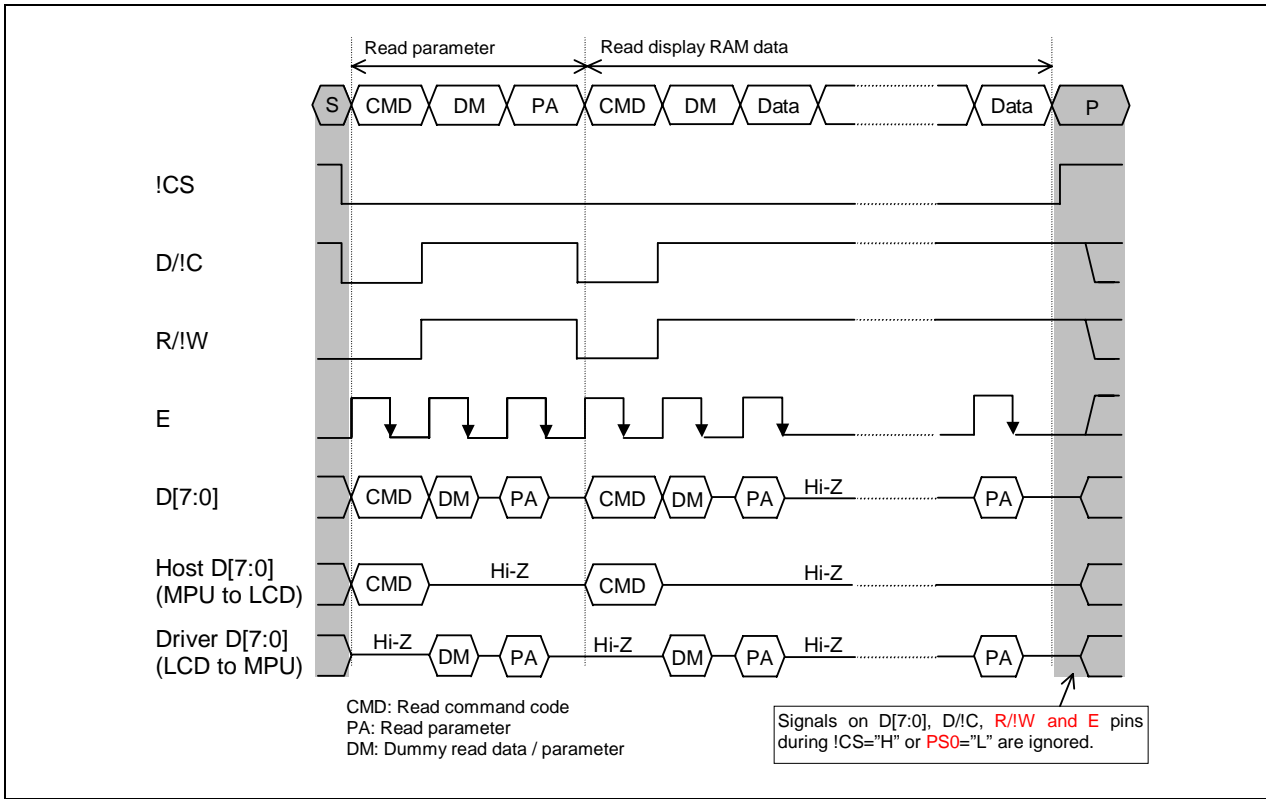 Read parameter Read display RAM data
S CMD DM PA CMD DM Data Data P
!CS
D/!C
R/!W
E
D[7:0] CMD DM PA CMD DM PA Hi-Z PA
Host D[7:0]
(MPU to LCD)
CMD Hi-Z CMD Hi-Z
Driver D[7:0]
(LCD to MPU)
Hi-Z DM PA Hi-Z DM PA Hi-Z PA
CMD: Read command code
PA: Read parameter
DM: Dummy read data / parameter
Signals on D[7:0], D/!C, R/!W and E pins
during !CS=”H” or PS0=”L” are ignored.